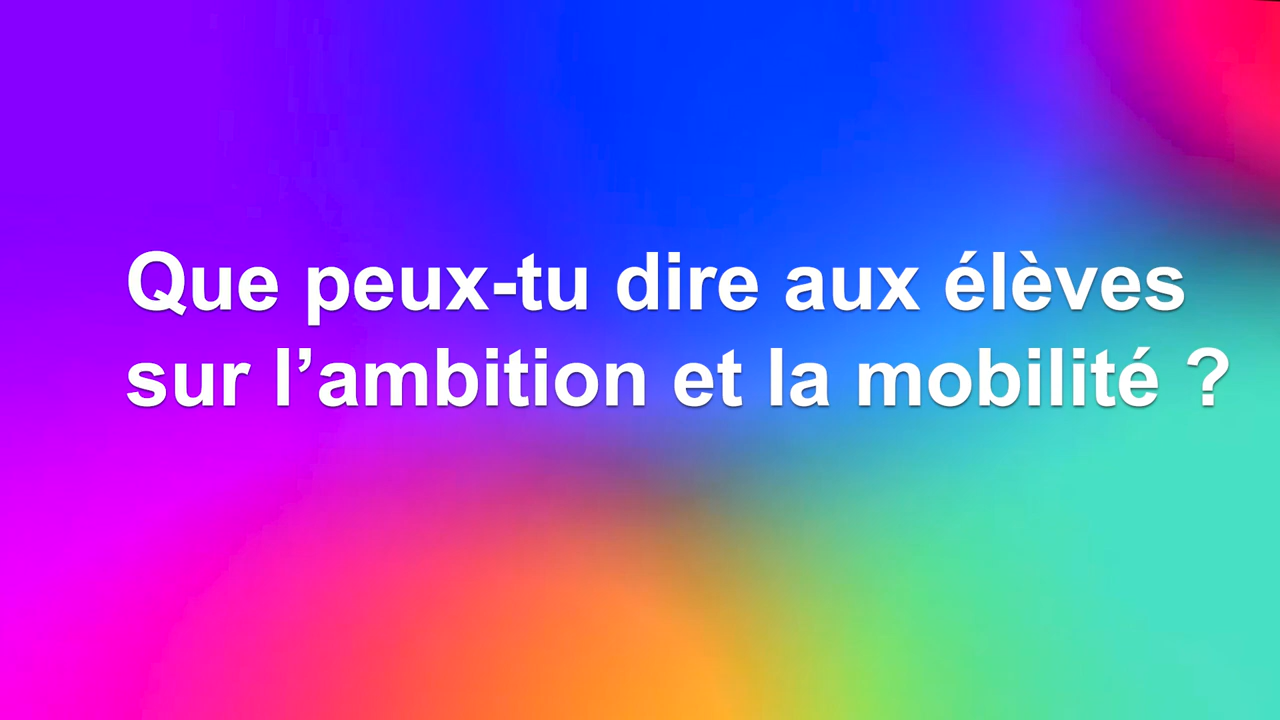 Que peux-tu dire aux élèves
sur l’ambition et la mobilité ?